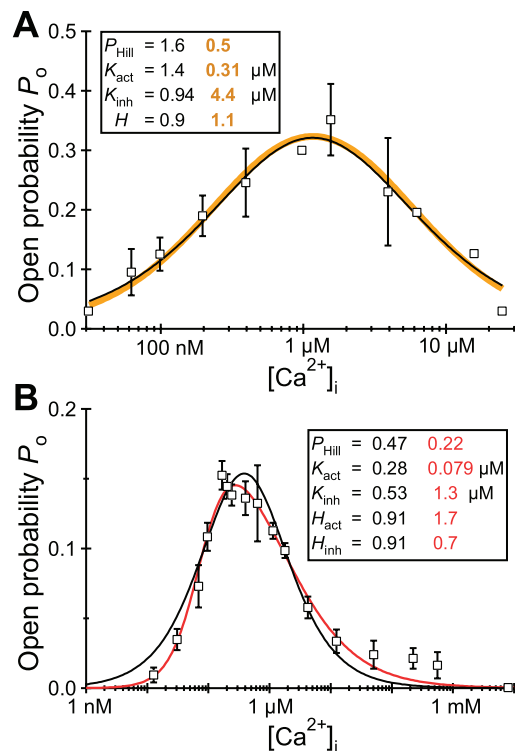 A
0.5
0.4
0.3
0.2
0.1
0.0
Open probability Pₒ
P_Hill = 1.6 0.5
K_act = 1.4 0.31 µM
K_inh = 0.94 4.4 µM
H = 0.9 1.1
100 nM 1 µM 10 µM
[Ca²⁺]ᵢ
B
0.2
0.1
0.0
Open probability Pₒ
P_Hill = 0.47 0.22
K_act = 0.28 0.079 µM
K_inh = 0.53 1.3 µM
H_act = 0.91 1.7
H_inh = 0.91 0.7
1 nM 1 µM 1 mM
[Ca²⁺]ᵢ